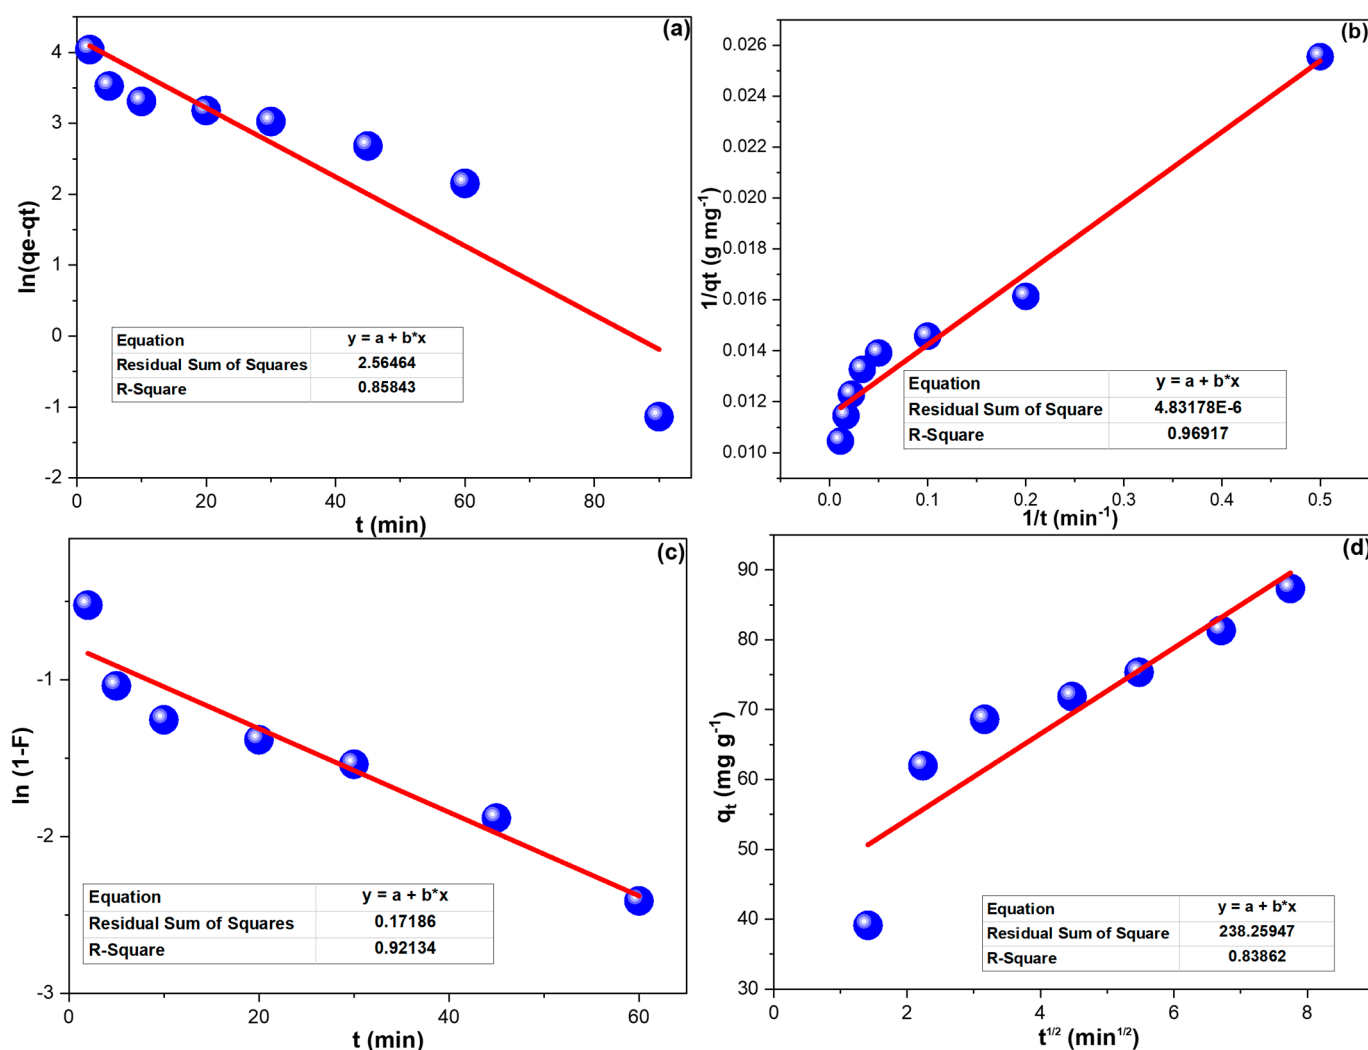 (a)
ln(qe-qt)
4
3
2
1
0
-1
-2
Equation y = a + b*x
Residual Sum of Squares 2.56464
R-Square 0.85843
0 20 40 60 80
t (min)
(b)
1/qt (g mg-1)
0.026
0.024
0.022
0.020
0.018
0.016
0.014
0.012
0.010
Equation y = a + b*x
Residual Sum of Square 4.83178E-6
R-Square 0.96917
0.0 0.1 0.2 0.3 0.4 0.5
1/t (min-1)
(c)
ln (1-F)
-1
-2
-3
Equation y = a + b*x
Residual Sum of Squares 0.17186
R-Square 0.92134
0 20 40 60
t (min)
(d)
qt (mg g-1)
90
80
70
60
50
40
30
Equation y = a + b*x
Residual Sum of Square 238.25947
R-Square 0.83862
0 2 4 6 8
t1/2 (min1/2)